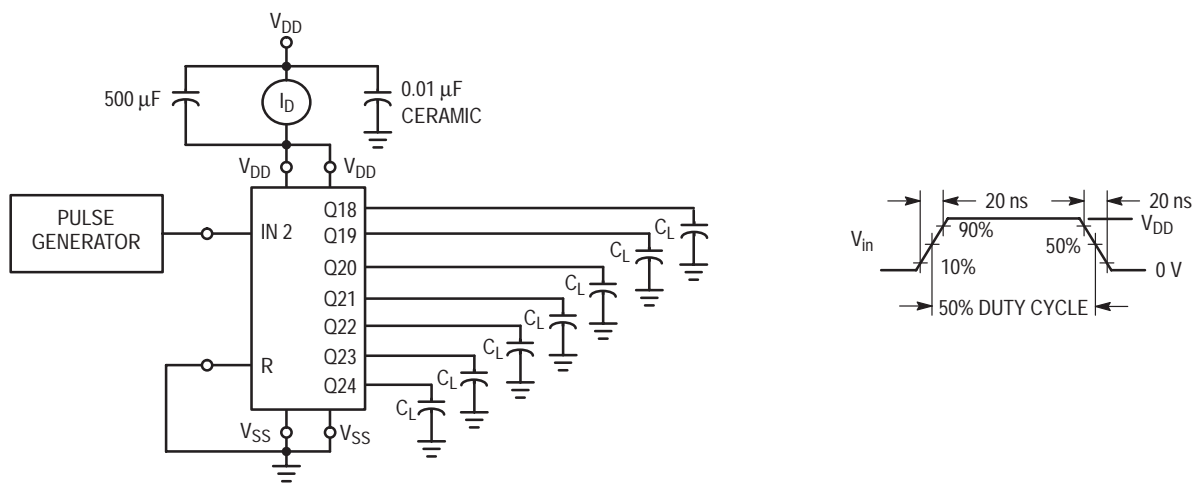 VDD
500 μF
ID
0.01 μF
CERAMIC
VDD
VDD
PULSE
GENERATOR
IN 2
R
Q18
Q19
Q20
Q21
Q22
Q23
Q24
CL
CL
CL
CL
CL
CL
CL
VSS
VSS
20 ns
20 ns
Vin
90%
10%
50%
VDD
0 V
50% DUTY CYCLE